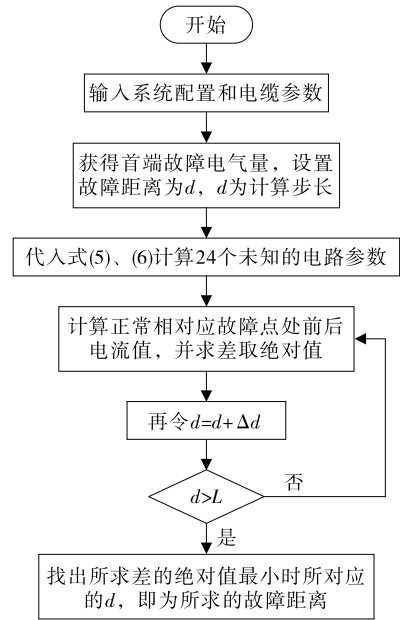 开始
输入系统配置和电缆参数
获得首端故障电气量，设置
故障距离为d，d为计算步长
代入式(5)、(6)计算24个未知的电路参数
计算正常相对应故障点处前后
电流值，并求差取绝对值
再令d=d+Δd
d>L
否
是
找出所求差的绝对值最小时所对应
的d，即为所求的故障距离